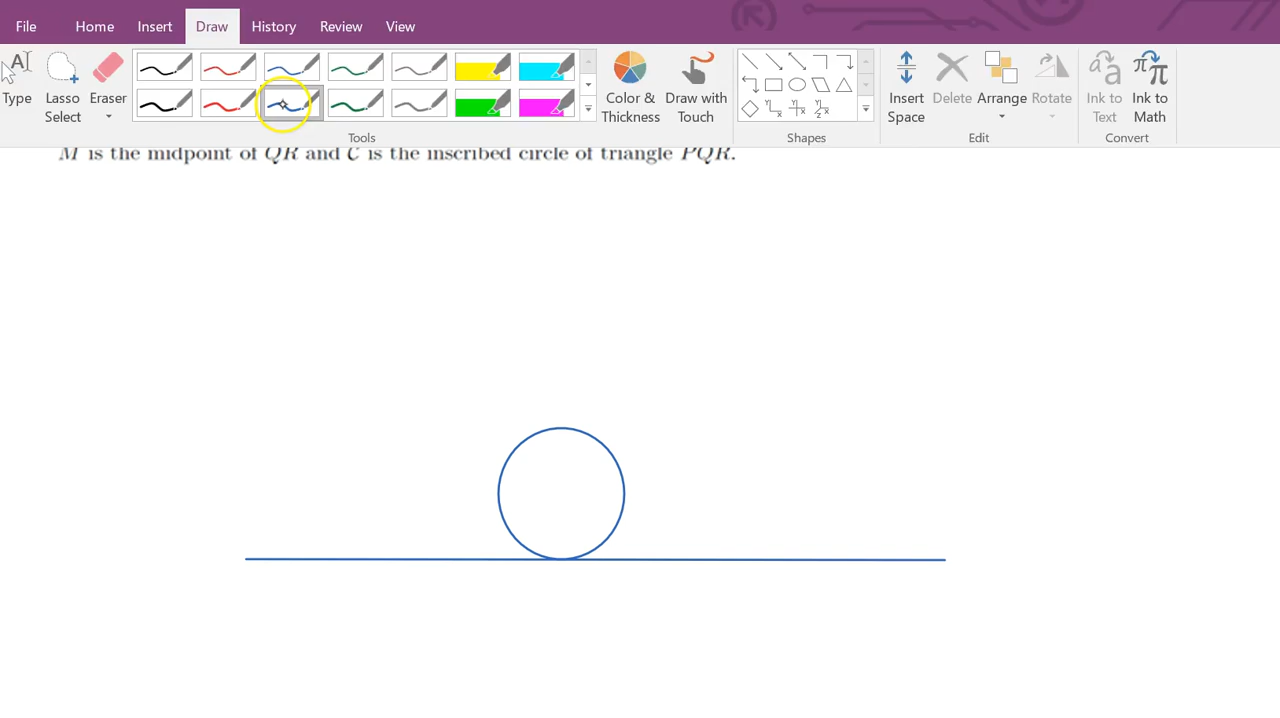 File Home Insert Draw History Review View
Type Lasso Select Eraser Color & Thickness Draw with Touch Insert Space Delete Arrange Rotate Ink to Text Ink to Math
Tools Shapes Edit Convert
M is the midpoint of QR and C is the inscribed circle of triangle PQR.